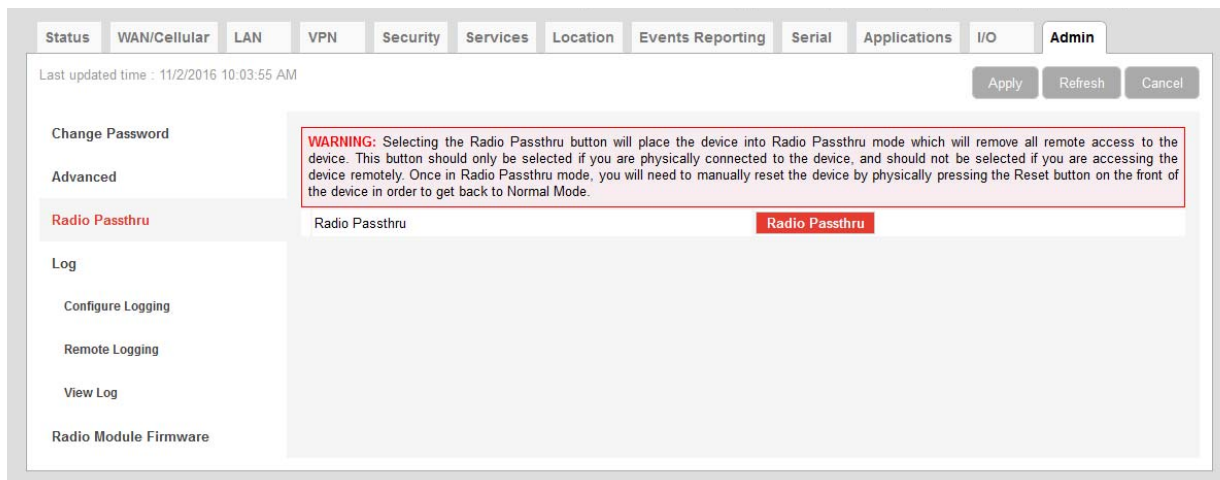 Status WAN/Cellular LAN VPN Security Services Location Events Reporting Serial Applications I/O Admin
Last updated time : 11/2/2016 10:03:55 AM
Apply Refresh Cancel
Change Password
Advanced
Radio Passthru
Log
Configure Logging
Remote Logging
View Log
Radio Module Firmware
WARNING: Selecting the Radio Passthru button will place the device into Radio Passthru mode which will remove all remote access to the
device. This button should only be selected if you are physically connected to the device, and should not be selected if you are accessing the
device remotely. Once in Radio Passthru mode, you will need to manually reset the device by physically pressing the Reset button on the front of
the device in order to get back to Normal Mode.
Radio Passthru Radio Passthru